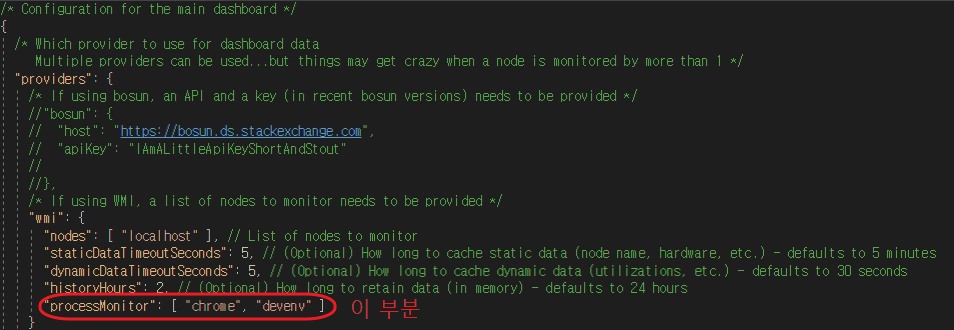 /* Configuration for the main dashboard */
{
/* Which provider to use for dashboard data
Multiple providers can be used...but things may get crazy when a node is monitored by more than 1 */
"providers": {
/* If using bosun, an API and a key (in recent bosun versions) needs to be provided */
//"bosun": {
//  "host": "https://bosun.ds.stackexchange.com",
//  "apiKey": "IAmALittleApiKeyShortAndStout"
//
//},
/* If using WMI, a list of nodes to monitor needs to be provided */
"wmi": {
"nodes": [ "localhost" ], // List of nodes to monitor
"staticDataTimeoutSeconds": 5, // (Optional) How long to cache static data (node name, hardware, etc.) - defaults to 5 minutes
"dynamicDataTimeoutSeconds": 5, // (Optional) How long to cache dynamic data (utilizations, etc.) - defaults to 30 seconds
"historyHours": 2, // (Optional) How long to retain data (in memory) - defaults to 24 hours
"processMonitor": [ "chrome", "devenv" ] 이 부분
}